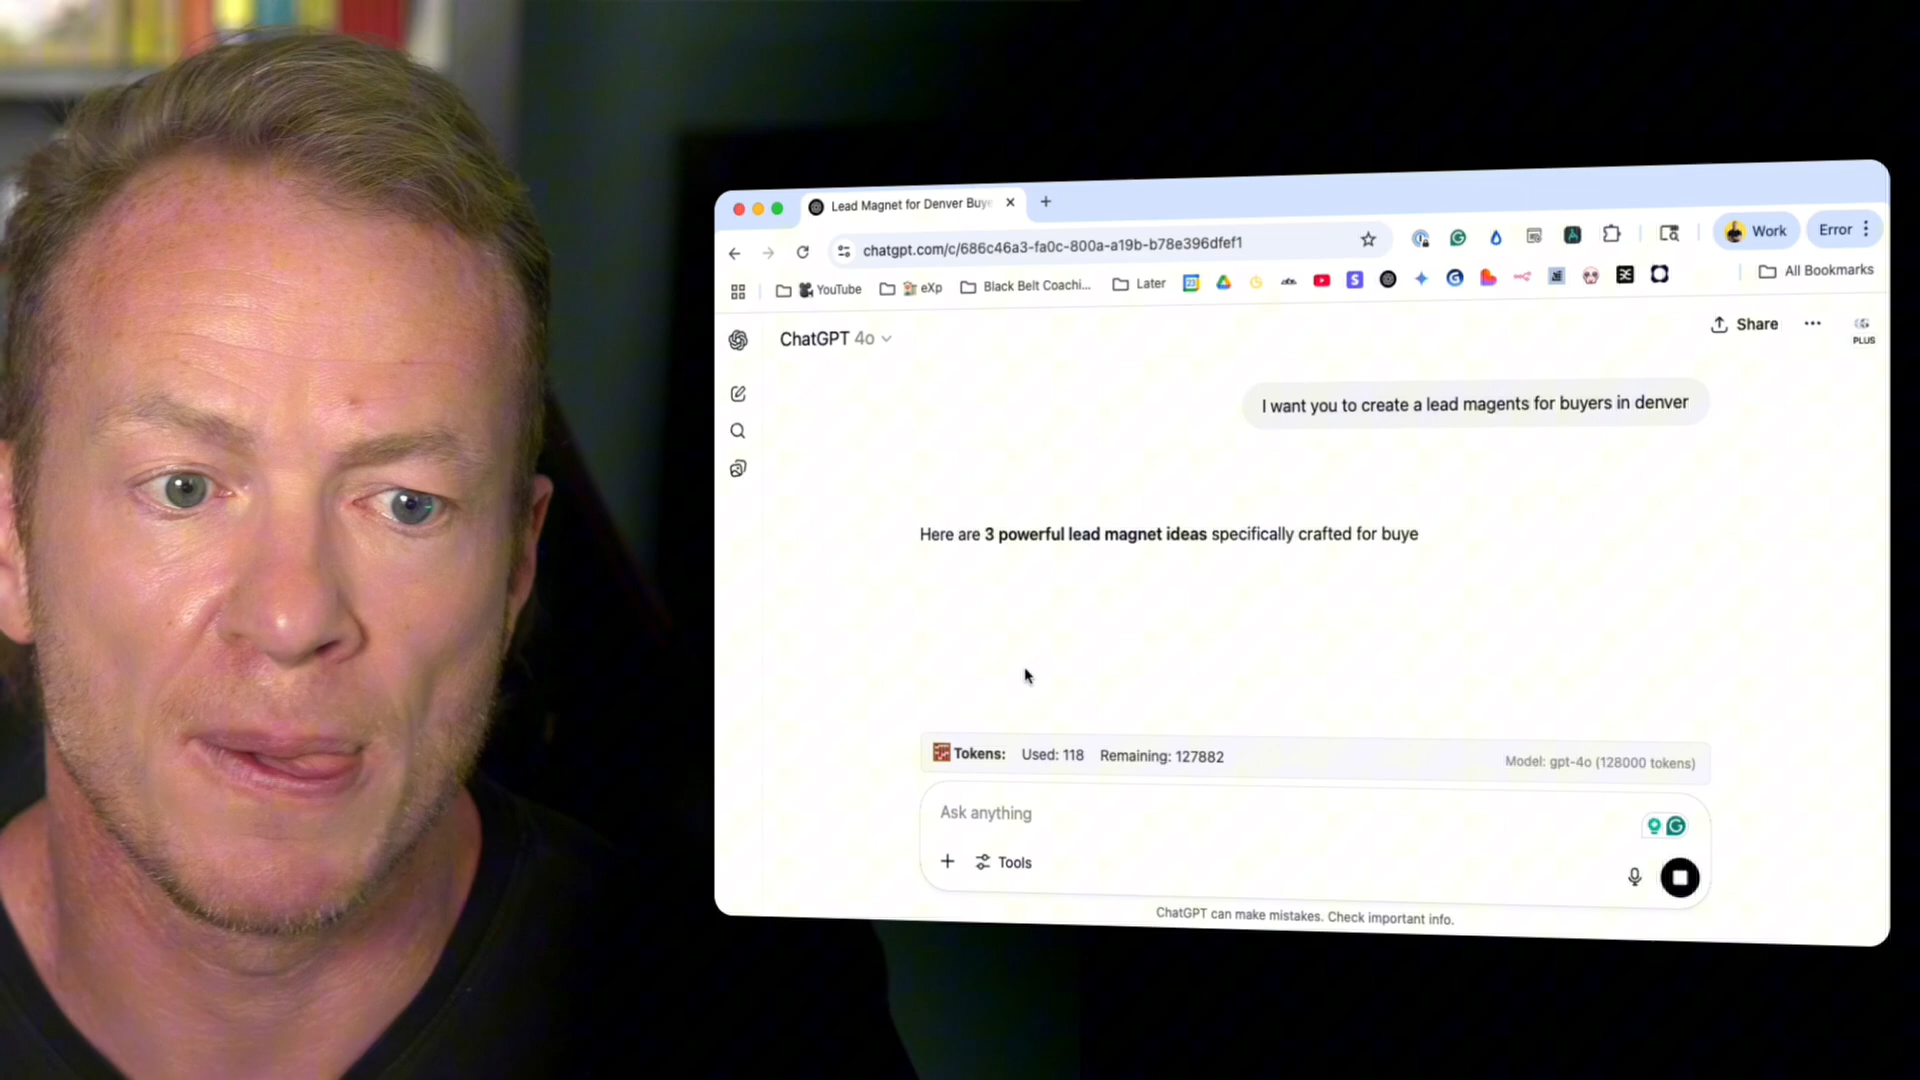 Lead Magnet for Denver Buye
chatgpt.com/c/686c46a3-fa0c-800a-a19b-b78e396dfef1
Work
Error
YouTube
eXp
Black Belt Coachi...
Later
All Bookmarks
ChatGPT 4o
Share
PLUS
I want you to create a lead magents for buyers in denver
Here are 3 powerful lead magnet ideas specifically crafted for buye
Tokens: Used: 118 Remaining: 127882
Model: gpt-4o (128000 tokens)
Ask anything
Tools
ChatGPT can make mistakes. Check important info.